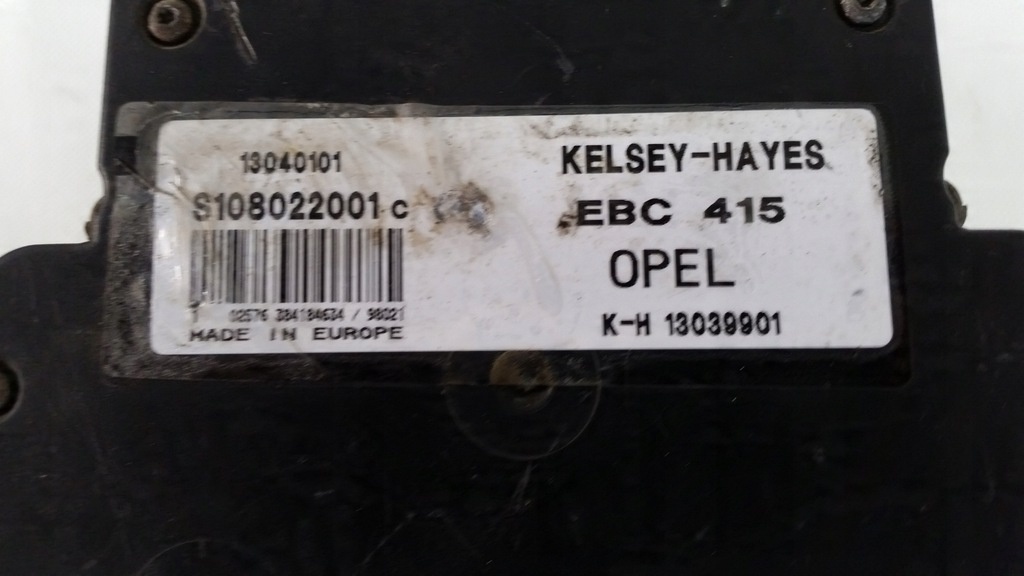 13040101
S108022001 c
02576 384184634 / 98021
MADE IN EUROPE
KELSEY-HAYES
EBC 415
OPEL
K-H 13039901